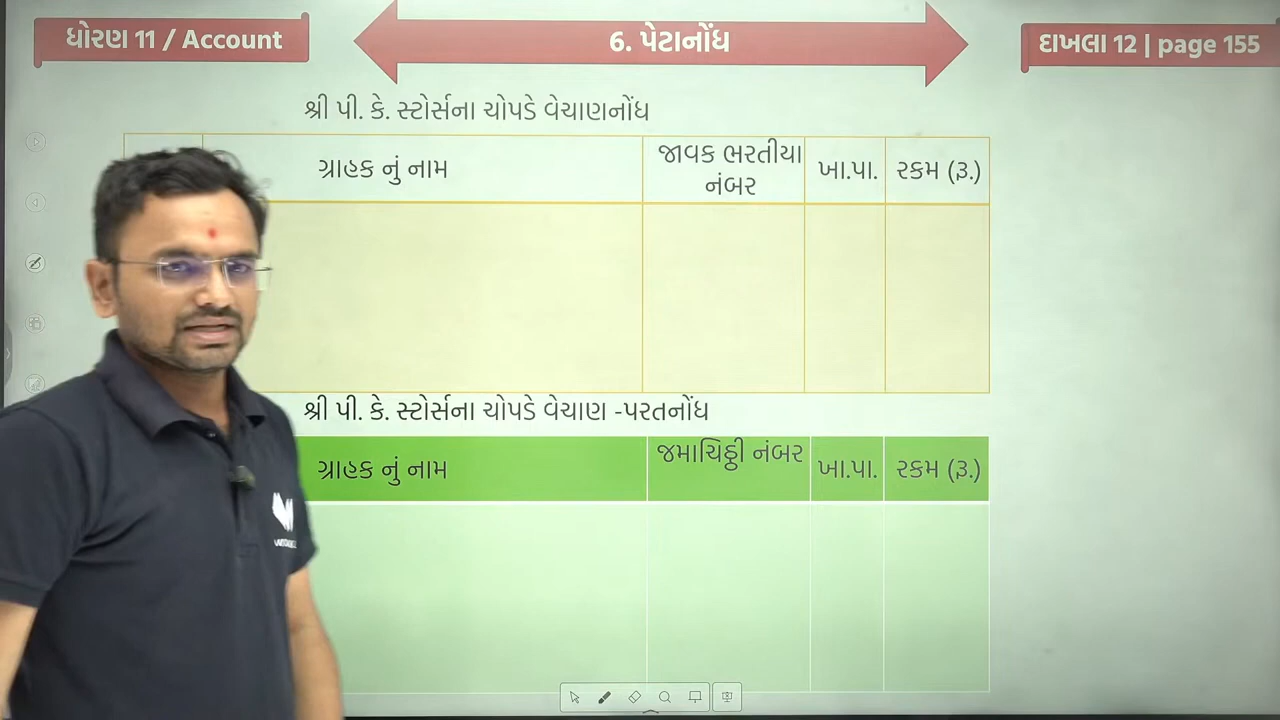 ધોરણ 11 / Account
6. પેટાનોંધ
દાખલા 12 | page 155
શ્રી પી. કે. સ્ટોર્સના ચોપડે વેચાણનોંધ
ગ્રાહક નું નામ
જાવક ભરતીયા
નંબર
ખા.પા.
રકમ (રૂ.)
શ્રી પી. કે. સ્ટોર્સના ચોપડે વેચાણ -પરતનોંધ
ગ્રાહક નું નામ
જમાચિઠ્ઠી નંબર
ખા.પા.
રકમ (રૂ.)